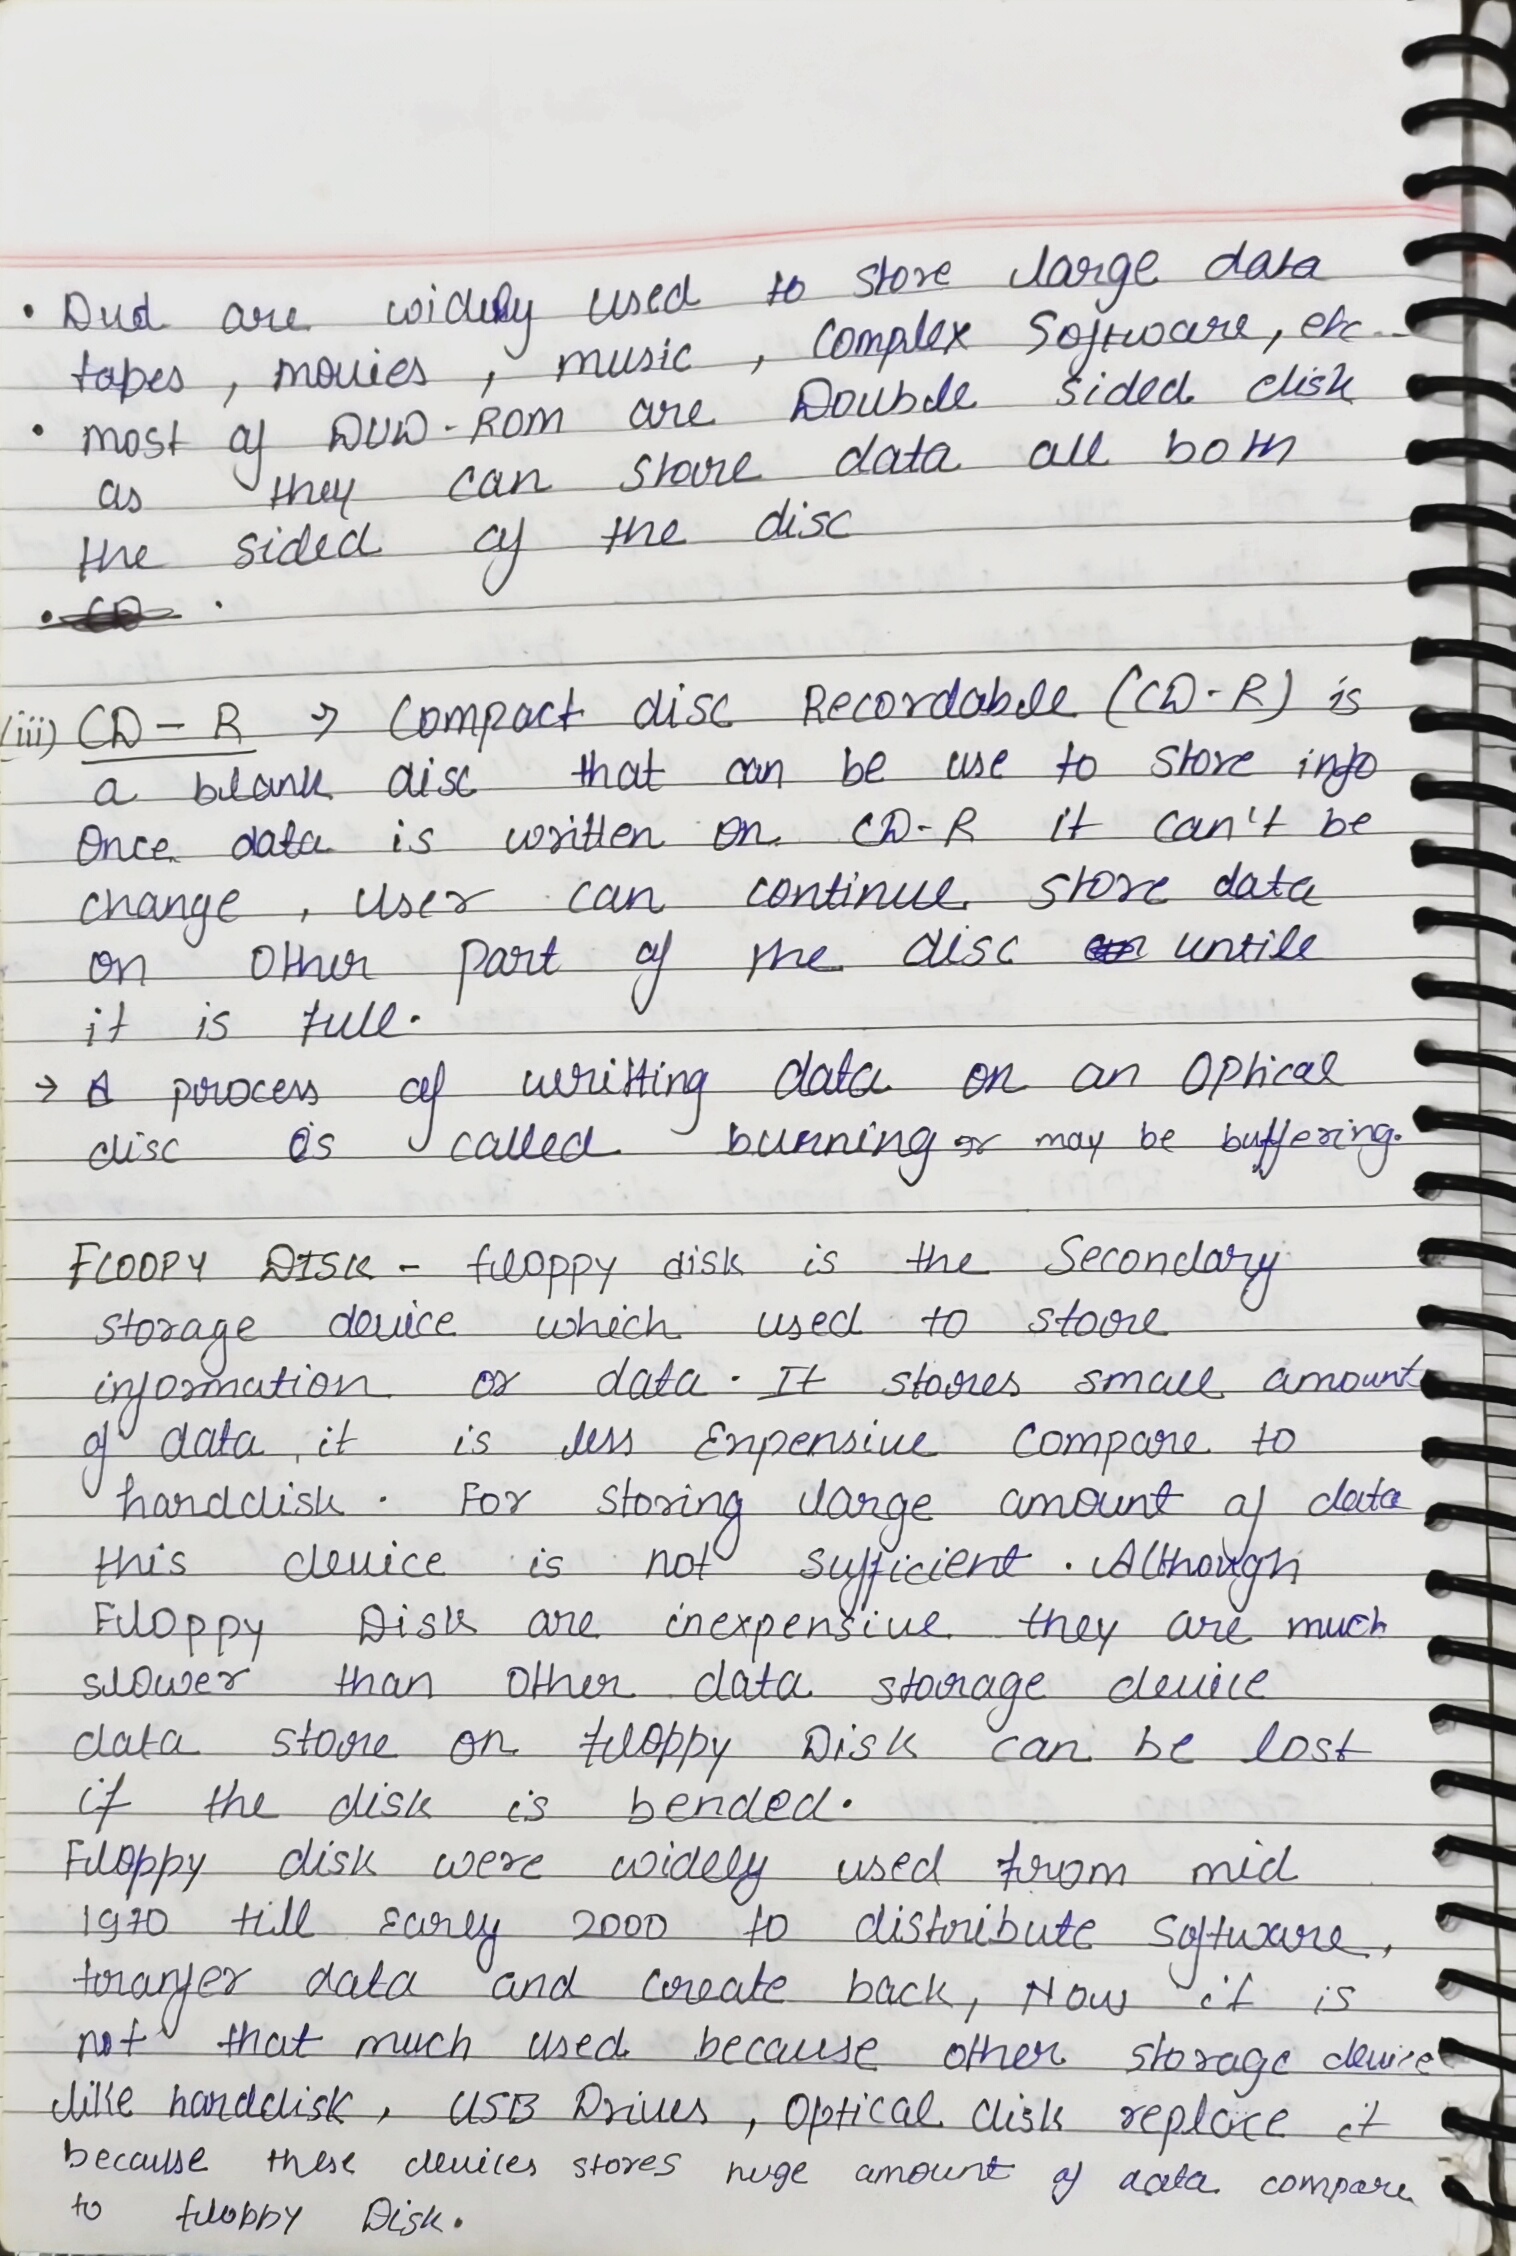 • Dvd are widely used to store large data
tapes, movies, music, complex Software, etc..
• most of DVD-ROM are Double sided disk
as they can store data all both
the sided of the disc
• CD .
(iii) CD-R → Compact disc Recordable (CD-R) is
a blank disc that can be use to store info
Once data is written on CD-R it can't be
change, User can continue store data
on other part of the disc untill
it is full.
→ A process of writting data on an Optical
disc is called burning or may be buffering.
FLOOPY DISK - floppy disk is the Secondary
storage device which used to store
information or data. It stores small amount
of data, it is less Expensive Compare to
harddisk. For storing large amount of data
this device is not sufficient. Although
Floppy Disk are inexpensive they are much
slower than other data storage device
data store on floppy Disk can be lost
if the disk is bended.
Floppy disk were widely used from mid
1970 till Early 2000 to distribute Software,
tranfer data and create back, Now it is
not that much used because other storage device
like harddisk, USB Drives, Optical disk replace it
because these devices stores huge amount of data compare
to floppy Disk.